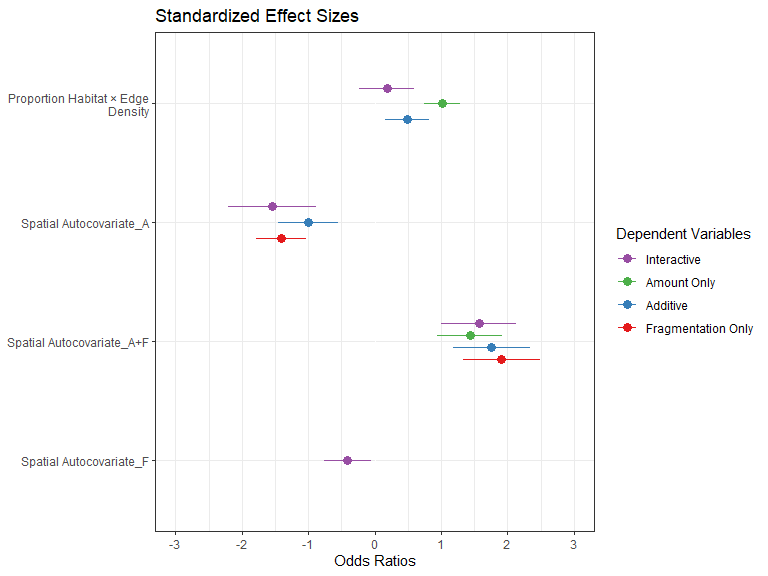 Standardized Effect Sizes
Proportion Habitat × Edge
Density
Spatial Autocovariate_A
Spatial Autocovariate_A+F
Spatial Autocovariate_F
-3 -2 -1 0 1 2 3
Odds Ratios
Dependent Variables
Interactive
Amount Only
Additive
Fragmentation Only